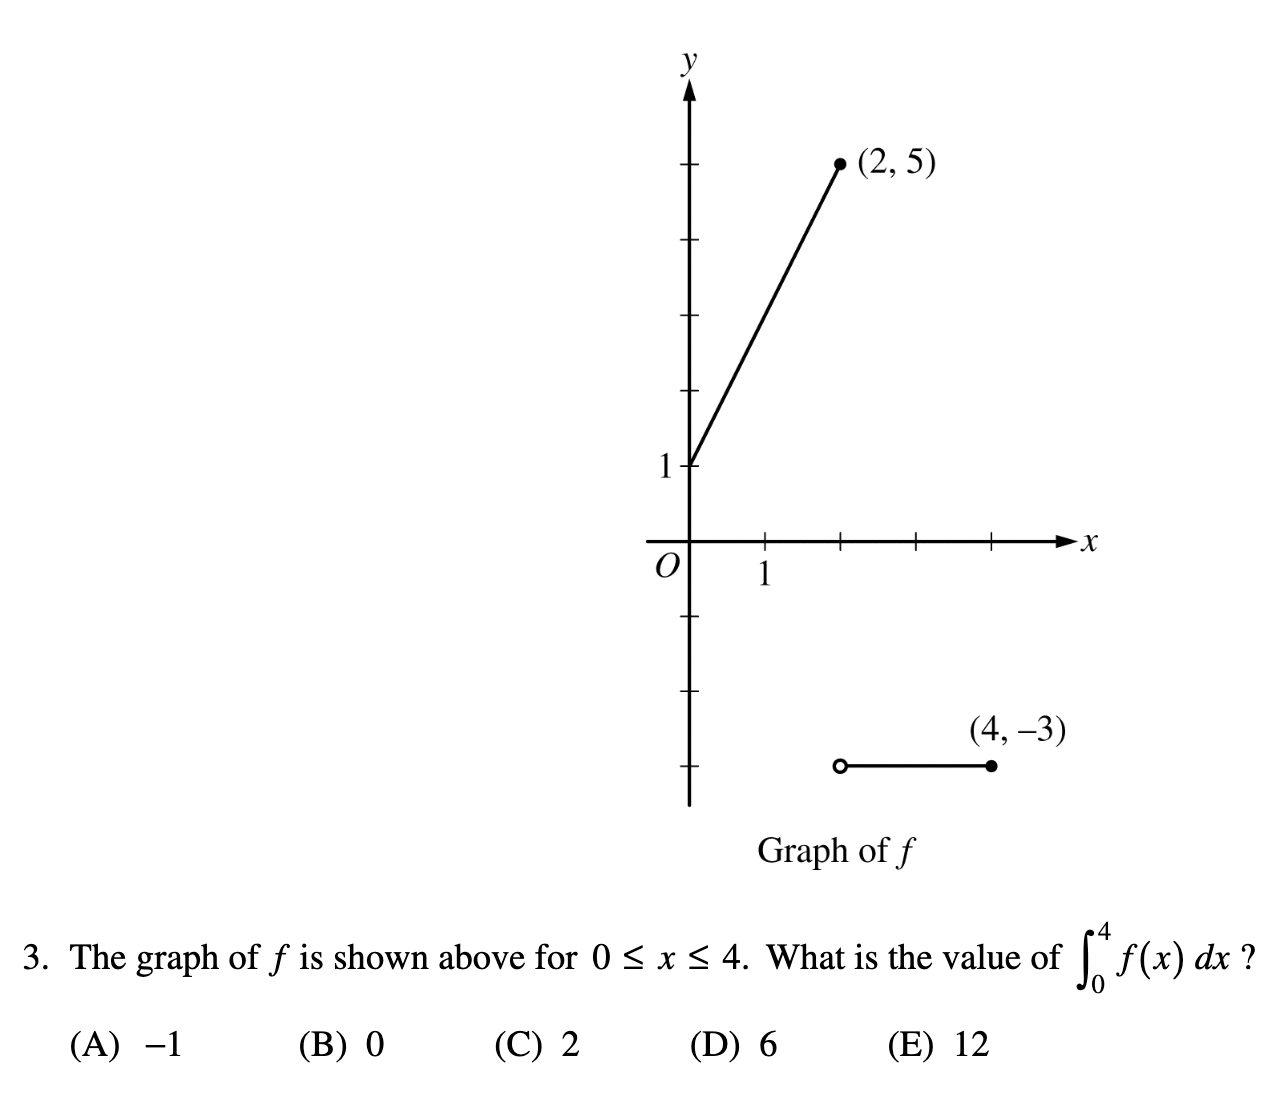 y
(2, 5)
1
x
O
1
(4, –3)
Graph of f
3. The graph of f is shown above for 0 ≤ x ≤ 4. What is the value of ∫₀⁴ f(x) dx ?
(A) –1 (B) 0 (C) 2 (D) 6 (E) 12